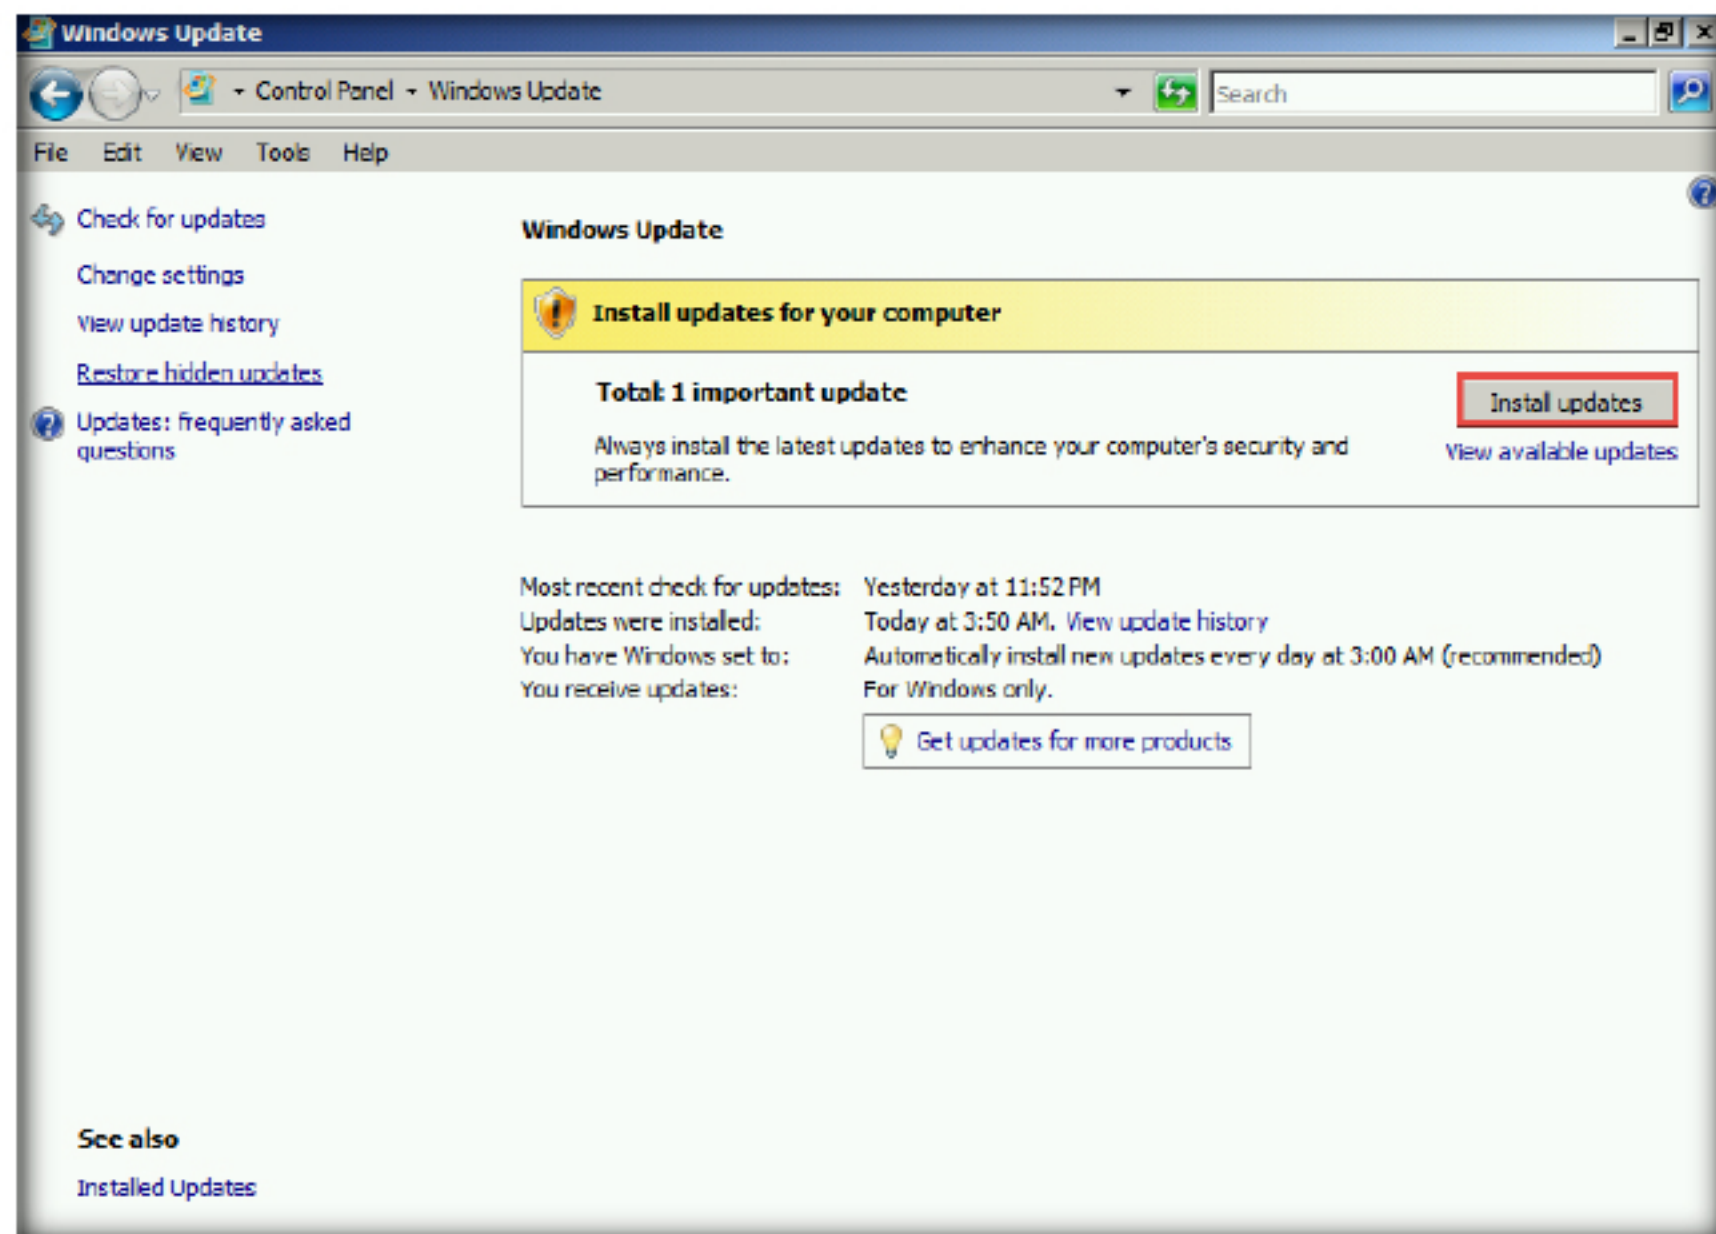 Windows Update
Control Panel
Windows Update
Search
File Edit View Tools Help
Check for updates
Change settings
View update history
Restore hidden updates
Updates: frequently asked
questions
Windows Update
Install updates for your computer
Total: 1 important update
Install updates
Always install the latest updates to enhance your computer's security and
performance.
View available updates
Most recent check for updates: Yesterday at 11:52 PM
Updates were installed: Today at 3:50 AM. View update history
You have Windows set to: Automatically install new updates every day at 3:00 AM (recommended)
You receive updates: For Windows only.
Get updates for more products
See also
Installed Updates